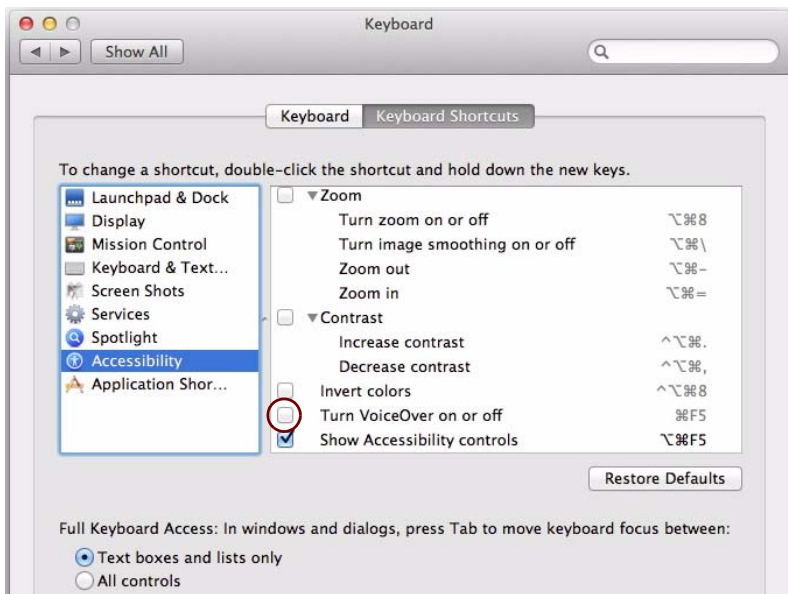 Keyboard
Show All
Keyboard Keyboard Shortcuts
To change a shortcut, double-click the shortcut and hold down the new keys.
Launchpad & Dock
Display
Mission Control
Keyboard & Text...
Screen Shots
Services
Spotlight
Accessibility
Application Shor...
Zoom
Turn zoom on or off ⌥⌘8
Turn image smoothing on or off ⌥⌘\
Zoom out ⌥⌘-
Zoom in ⌥⌘=
Contrast
Increase contrast ^⌥⌘.
Decrease contrast ^⌥⌘,
Invert colors ^⌥⌘8
Turn VoiceOver on or off ⌘F5
Show Accessibility controls ⌥⌘F5
Restore Defaults
Full Keyboard Access: In windows and dialogs, press Tab to move keyboard focus between:
Text boxes and lists only
All controls